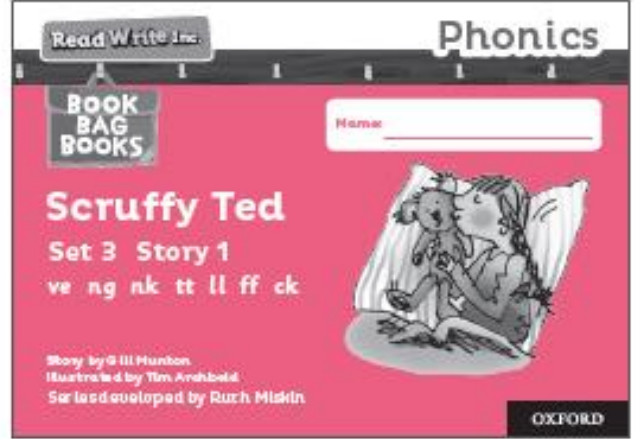 Read Write Inc.
Phonics
BOOK
BAG
BOOKS
Name:
Scruffy Ted
Set 3 Story 1
ve ng nk tt ll ff ck
Story by Gill Munton
Illustrated by Tim Archbold
Series developed by Ruth Miskin
OXFORD